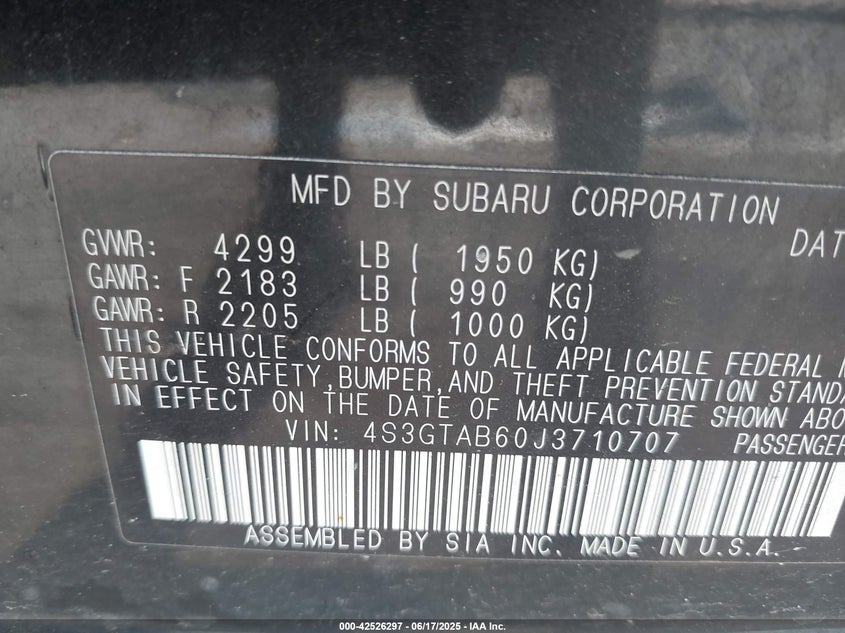 MFD BY SUBARU CORPORATION
DAT
GVWR: 4299 LB ( 1950 KG)
GAWR: F 2183 LB ( 990 KG)
GAWR: R 2205 LB ( 1000 KG)
THIS VEHICLE CONFORMS TO ALL APPLICABLE FEDERAL
VEHICLE SAFETY, BUMPER, AND THEFT PREVENTION STANDA
IN EFFECT ON THE DATE OF MANUFACTURE SHOWN ABO
VIN: 4S3GTAB60J3710707 PASSENGER
ASSEMBLED BY SIA INC. MADE IN U.S.A.
000-42526297 - 06/17/2025 - IAA Inc.